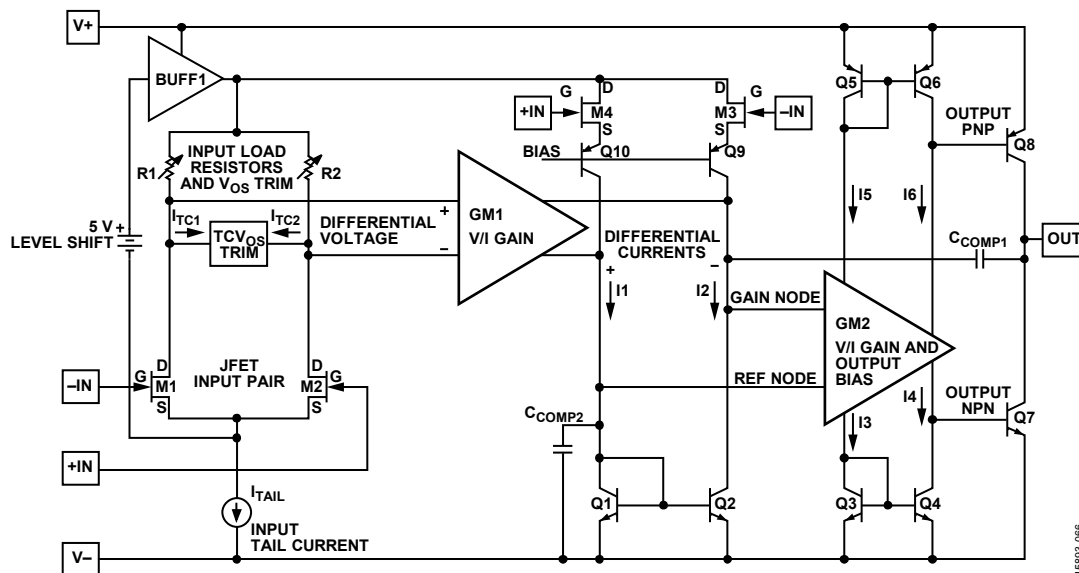 V+
BUFF1
G
D
+IN
M4
S
D
G
M3
–IN
S
Q5
Q6
OUTPUT
PNP
Q8
BIAS
Q10
Q9
R1
INPUT LOAD
RESISTORS
AND VOS TRIM
R2
5 V +
LEVEL SHIFT
ITC1
ITC2
TCVOS
TRIM
DIFFERENTIAL
VOLTAGE
+
–
GM1
V/I GAIN
DIFFERENTIAL
CURRENTS
+
–
I1
I2
I5
I6
CCOMP1
OUT
GAIN NODE
GM2
V/I GAIN AND
OUTPUT
BIAS
REF NODE
–IN
G
D
M1
S
JFET
INPUT PAIR
D
M2
G
S
+IN
CCOMP2
I3
I4
OUTPUT
NPN
Q7
ITAIL
INPUT
TAIL CURRENT
Q1
Q2
Q3
Q4
V–
15802-066